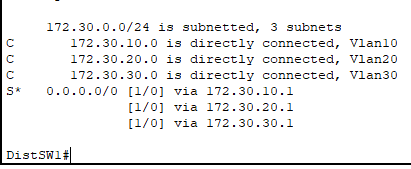 172.30.0.0/24 is subnetted, 3 subnets
C 172.30.10.0 is directly connected, Vlan10
C 172.30.20.0 is directly connected, Vlan20
C 172.30.30.0 is directly connected, Vlan30
S* 0.0.0.0/0 [1/0] via 172.30.10.1
[1/0] via 172.30.20.1
[1/0] via 172.30.30.1
DistSW1#